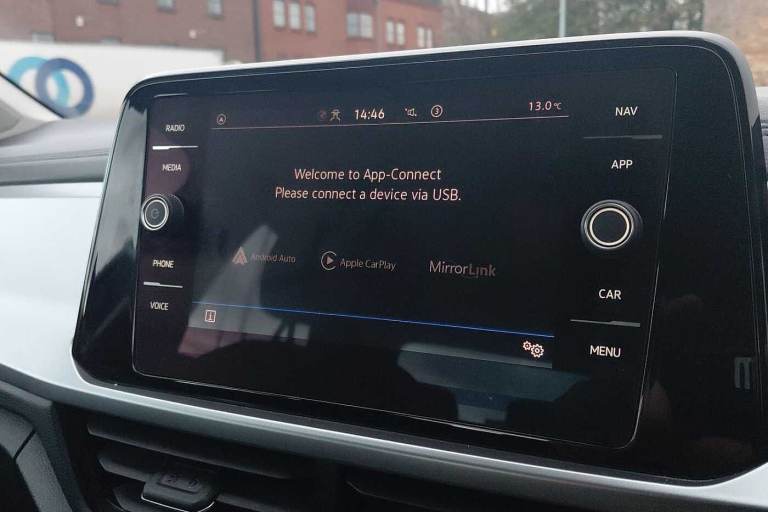 RADIO
MEDIA
PHONE
VOICE
14:46
3
13.0 °C
Welcome to App-Connect
Please connect a device via USB.
Android Auto
Apple CarPlay
MirrorLink
NAV
APP
CAR
MENU